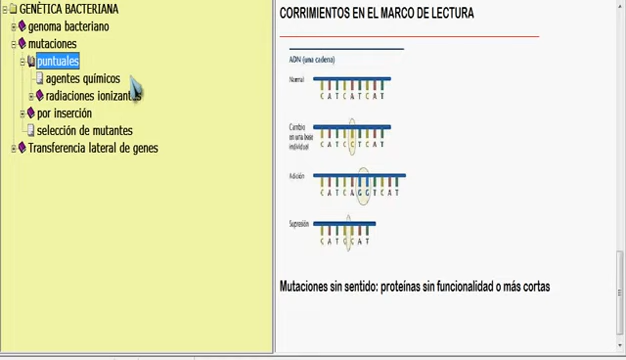 GENÈTICA BACTERIANA
genoma bacteriano
mutaciones
puntuales
agentes químicos
radiaciones ionizantes
por inserción
selección de mutantes
Transferencia lateral de genes
CORRIMIENTOS EN EL MARCO DE LECTURA
ADN (una cadena)
Normal
C A T C A T C A T
Cambio
en una base
individual
C A T C C T C A T
Adición
C A T C A G G T C A T
Supresión
C A T C C A T
Mutaciones sin sentido: proteínas sin funcionalidad o más cortas